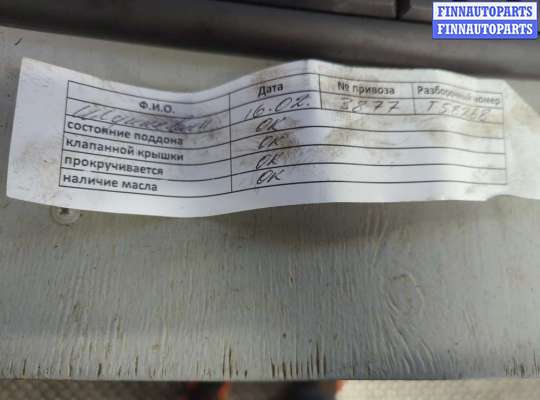 FINNAUTOPARTS
FINNAUTOPARTS
Ф.И.О. Дата № привоза Разборочный номер
16.02. 3877
состояние поддона ОК
клапанной крышки ОК
прокручивается ОК
наличие масла ОК